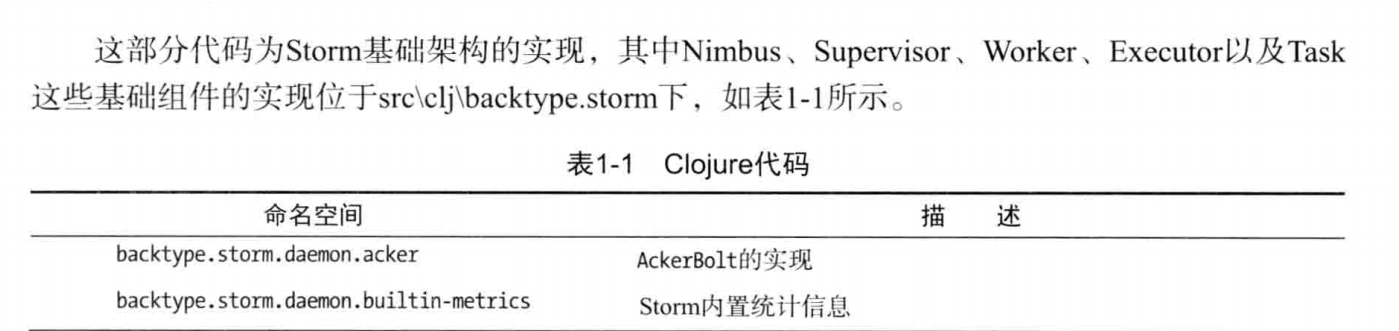 这部分代码为Storm基础架构的实现，其中Nimbus、Supervisor、Worker、Executor以及Task
这些基础组件的实现位于src\clj\backtype.storm下，如表1-1所示。
表1-1 Clojure代码
命名空间 描 述
backtype.storm.daemon.acker AckerBolt的实现
backtype.storm.daemon.builtin-metrics Storm内置统计信息